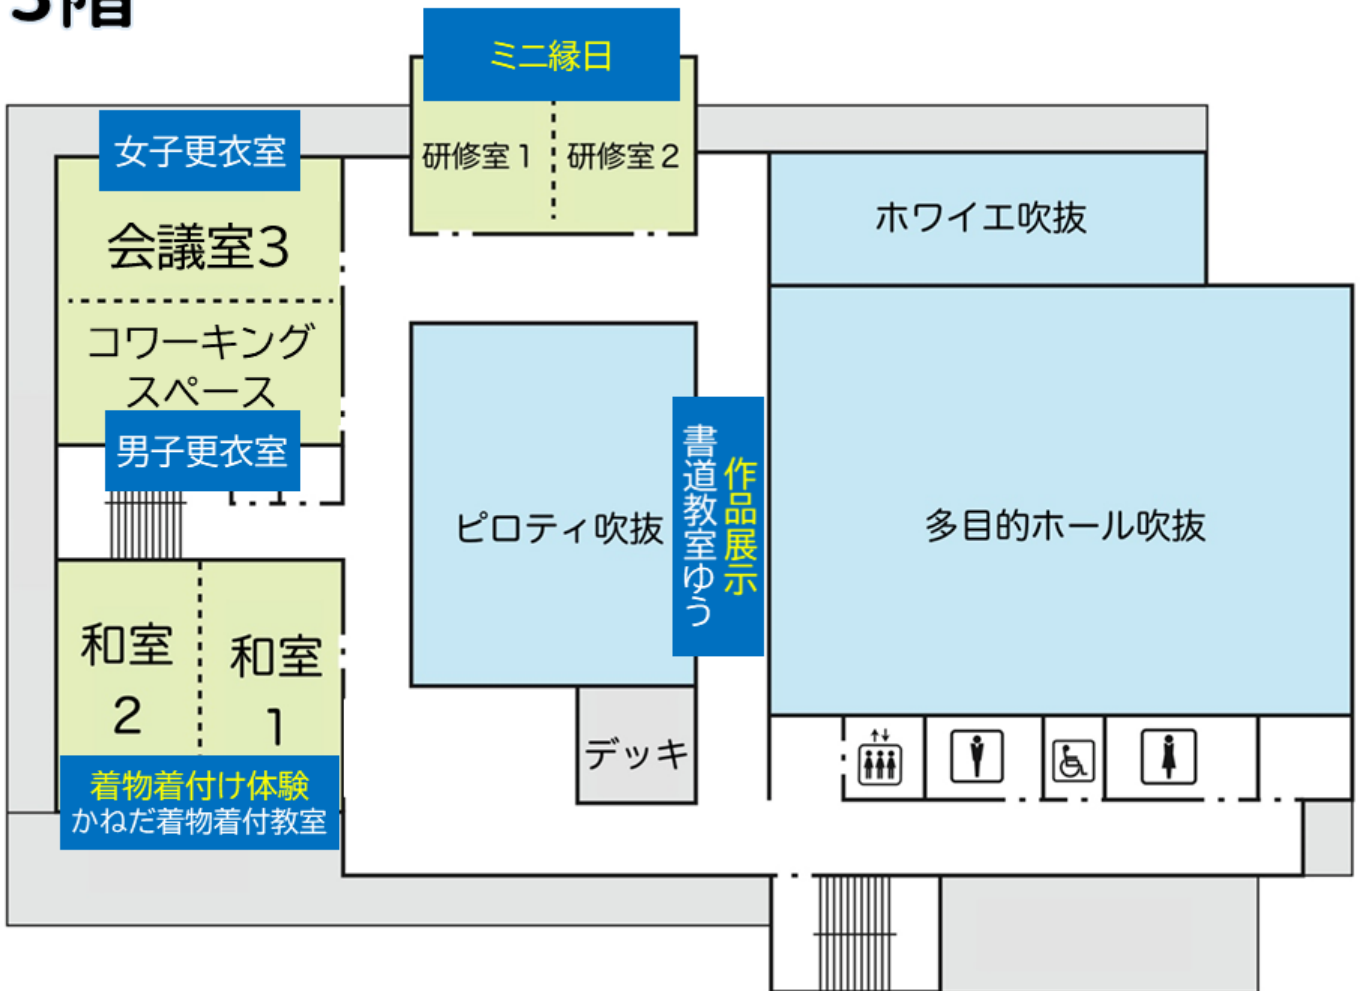 3階
ミニ縁日
女子更衣室
研修室1
研修室2
会議室3
ホワイエ吹抜
コワーキング
スペース
男子更衣室
ピロティ吹抜
作品展示
書道教室ゆう
多目的ホール吹抜
和室
2
和室
1
デッキ
着物着付け体験
かねだ着物着付教室